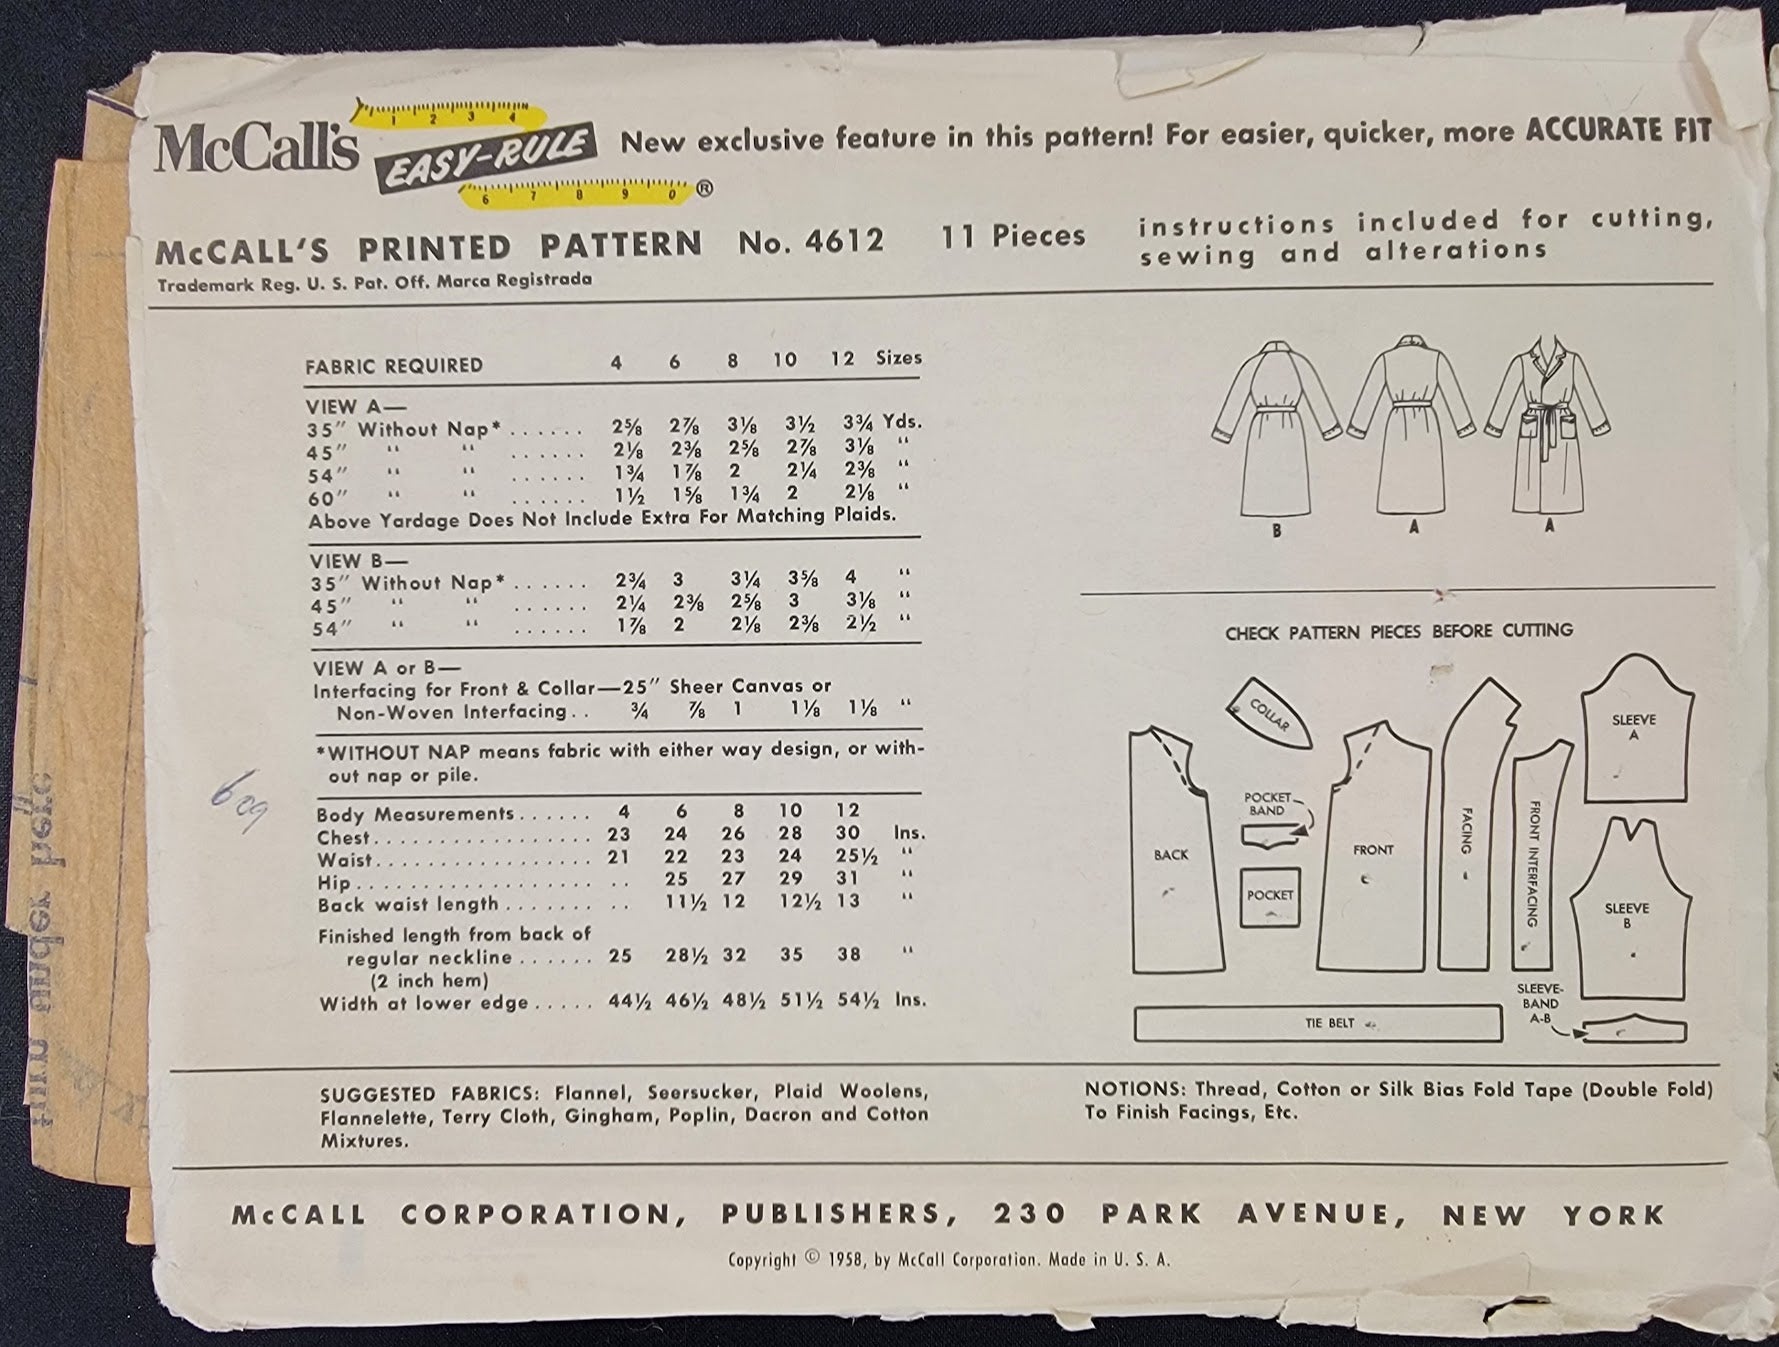 1 2 3 4
McCall's EASY-RULE New exclusive feature in this pattern! For easier, quicker, more ACCURATE FIT
6 7 8 9 0 ®
McCALL'S PRINTED PATTERN No. 4612 11 Pieces instructions included for cutting,
sewing and alterations
Trademark Reg. U. S. Pat. Off. Marca Registrada
FABRIC REQUIRED 4 6 8 10 12 Sizes
VIEW A—
35" Without Nap* ...... 2⅝ 2⅞ 3⅛ 3½ 3¾ Yds.
45" " " ...... 2⅛ 2⅜ 2⅝ 2⅞ 3⅛ "
54" " " ...... 1¾ 1⅞ 2 2¼ 2⅜ "
60" " " ...... 1½ 1⅝ 1¾ 2 2⅛ "
Above Yardage Does Not Include Extra For Matching Plaids.
VIEW B—
35" Without Nap* ...... 2¾ 3 3¼ 3⅝ 4 "
45" " " ...... 2¼ 2⅜ 2⅝ 3 3⅛ "
54" " " ...... 1⅞ 2 2⅛ 2⅜ 2½ "
VIEW A or B—
Interfacing for Front & Collar—25" Sheer Canvas or
Non-Woven Interfacing.. ¾ ⅞ 1 1⅛ 1⅛ "
*WITHOUT NAP means fabric with either way design, or with-
out nap or pile.
Body Measurements...... 4 6 8 10 12
Chest.................. 23 24 26 28 30 Ins.
Waist.................. 21 22 23 24 25½ "
Hip.................... .. 25 27 29 31 "
Back waist length....... .. 11½ 12 12½ 13 "
Finished length from back of
regular neckline...... 25 28½ 32 35 38 "
(2 inch hem)
Width at lower edge..... 44½ 46½ 48½ 51½ 54½ Ins.
B A A
CHECK PATTERN PIECES BEFORE CUTTING
COLLAR
SLEEVE
A
POCKET
BAND
BACK
POCKET
FRONT
FACING
FRONT INTERFACING
SLEEVE
B
SLEEVE-
BAND
A-B
TIE BELT
SUGGESTED FABRICS: Flannel, Seersucker, Plaid Woolens,
Flannelette, Terry Cloth, Gingham, Poplin, Dacron and Cotton
Mixtures.
NOTIONS: Thread, Cotton or Silk Bias Fold Tape (Double Fold)
To Finish Facings, Etc.
McCALL CORPORATION, PUBLISHERS, 230 PARK AVENUE, NEW YORK
Copyright © 1958, by McCall Corporation. Made in U. S. A.